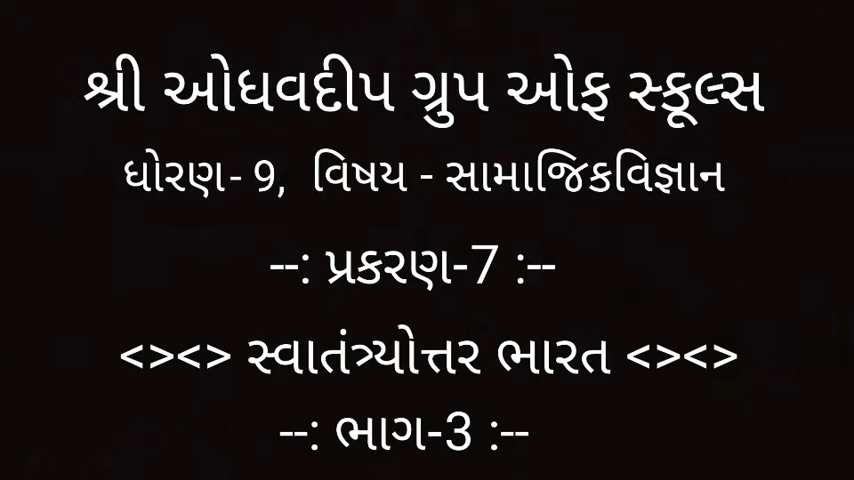 શ્રી ઓધવદીપ ગ્રુપ ઓફ સ્કૂલ્સ
ધોરણ- 9, વિષય - સામાજિકવિજ્ઞાન
--: પ્રકરણ-7 :--
<><> સ્વાતંત્ર્યોત્તર ભારત <><>
--: ભાગ-3 :--